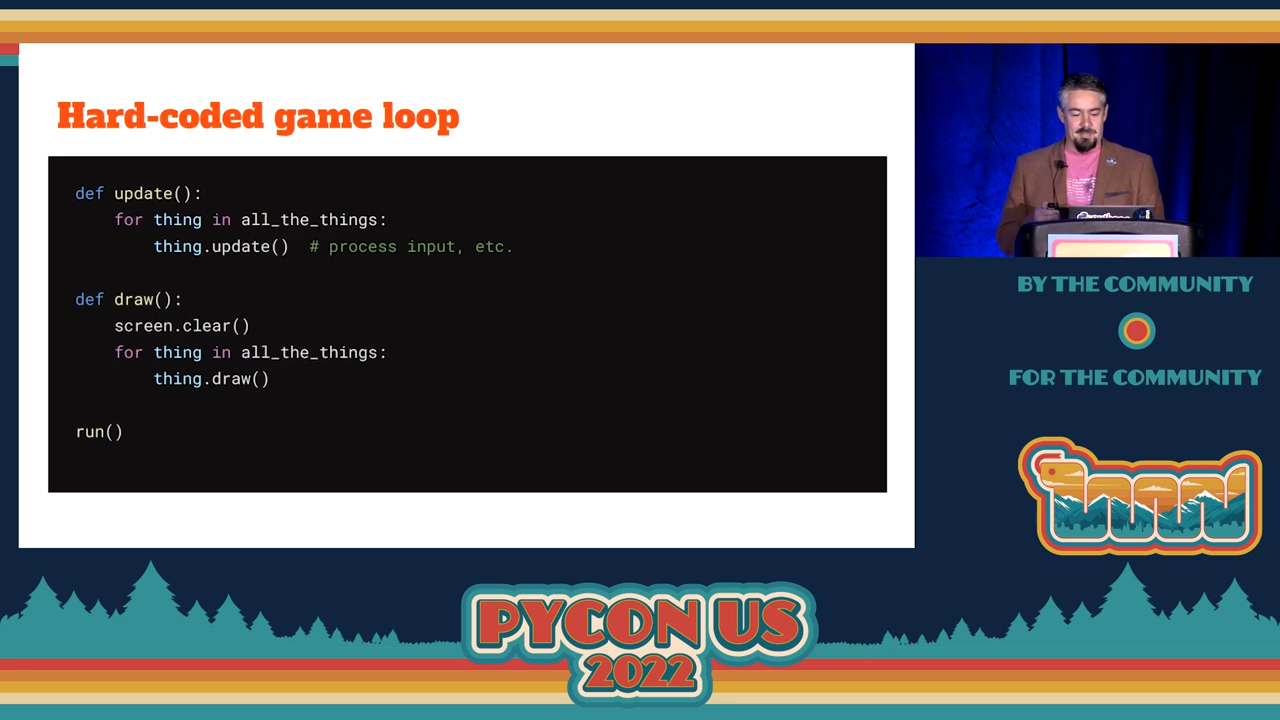 Hard-coded game loop
def update():
    for thing in all_the_things:
        thing.update()  # process input, etc.
def draw():
    screen.clear()
    for thing in all_the_things:
        thing.draw()
run()
BY THE COMMUNITY
FOR THE COMMUNITY
PYCON US
2022